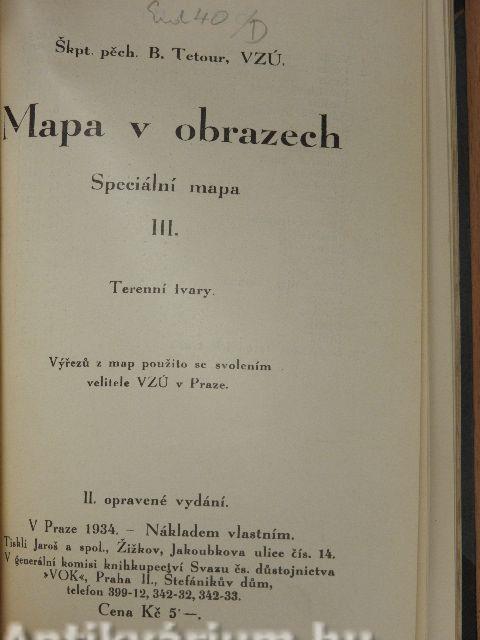 Škpt. pěch. B. Tetour, VZÚ.
Mapa v obrazech
Speciální mapa
III.
Terenní tvary.
Výřezů z map použito se svolením
velitele VZÚ v Praze.
II. opravené vydání.
V Praze 1934. – Nákladem vlastním.
Tiskli Jaroš a spol., Žižkov, Jakoubkova ulice čís. 14.
V generální komisi knihkupectví Svazu čs. důstojnictva
»VOK«, Praha II., Štefánikův dům,
telefon 399-12, 342-32, 342-33.
Cena Kč 5·—.
Antikvárium.hu